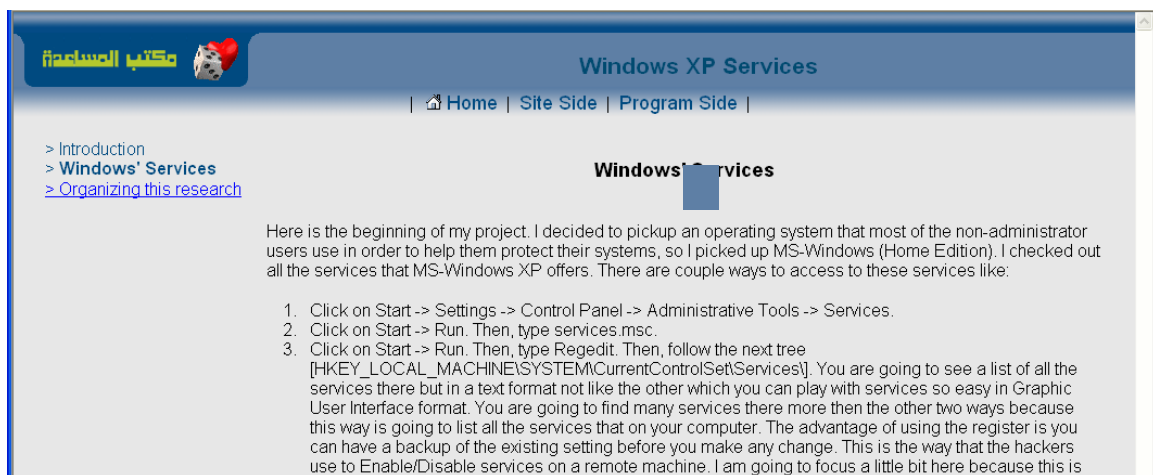 مكتب المساعدة
Windows XP Services
| Home | Site Side | Program Side |
> Introduction
> Windows' Services
> Organizing this research
Windows' Services
Here is the beginning of my project. I decided to pickup an operating system that most of the non-administrator
users use in order to help them protect their systems, so I picked up MS-Windows (Home Edition). I checked out
all the services that MS-Windows XP offers. There are couple ways to access to these services like:
1. Click on Start -> Settings -> Control Panel -> Administrative Tools -> Services.
2. Click on Start -> Run. Then, type services.msc.
3. Click on Start -> Run. Then, type Regedit. Then, follow the next tree
[HKEY_LOCAL_MACHINE\SYSTEM\CurrentControlSet\Services\]. You are going to see a list of all the
services there but in a text format not like the other which you can play with services so easy in Graphic
User Interface format. You are going to find many services there more then the other two ways because
this way is going to list all the services that on your computer. The advantage of using the register is you
can have a backup of the existing setting before you make any change. This is the way that the hackers
use to Enable/Disable services on a remote machine. I am going to focus a little bit here because this is